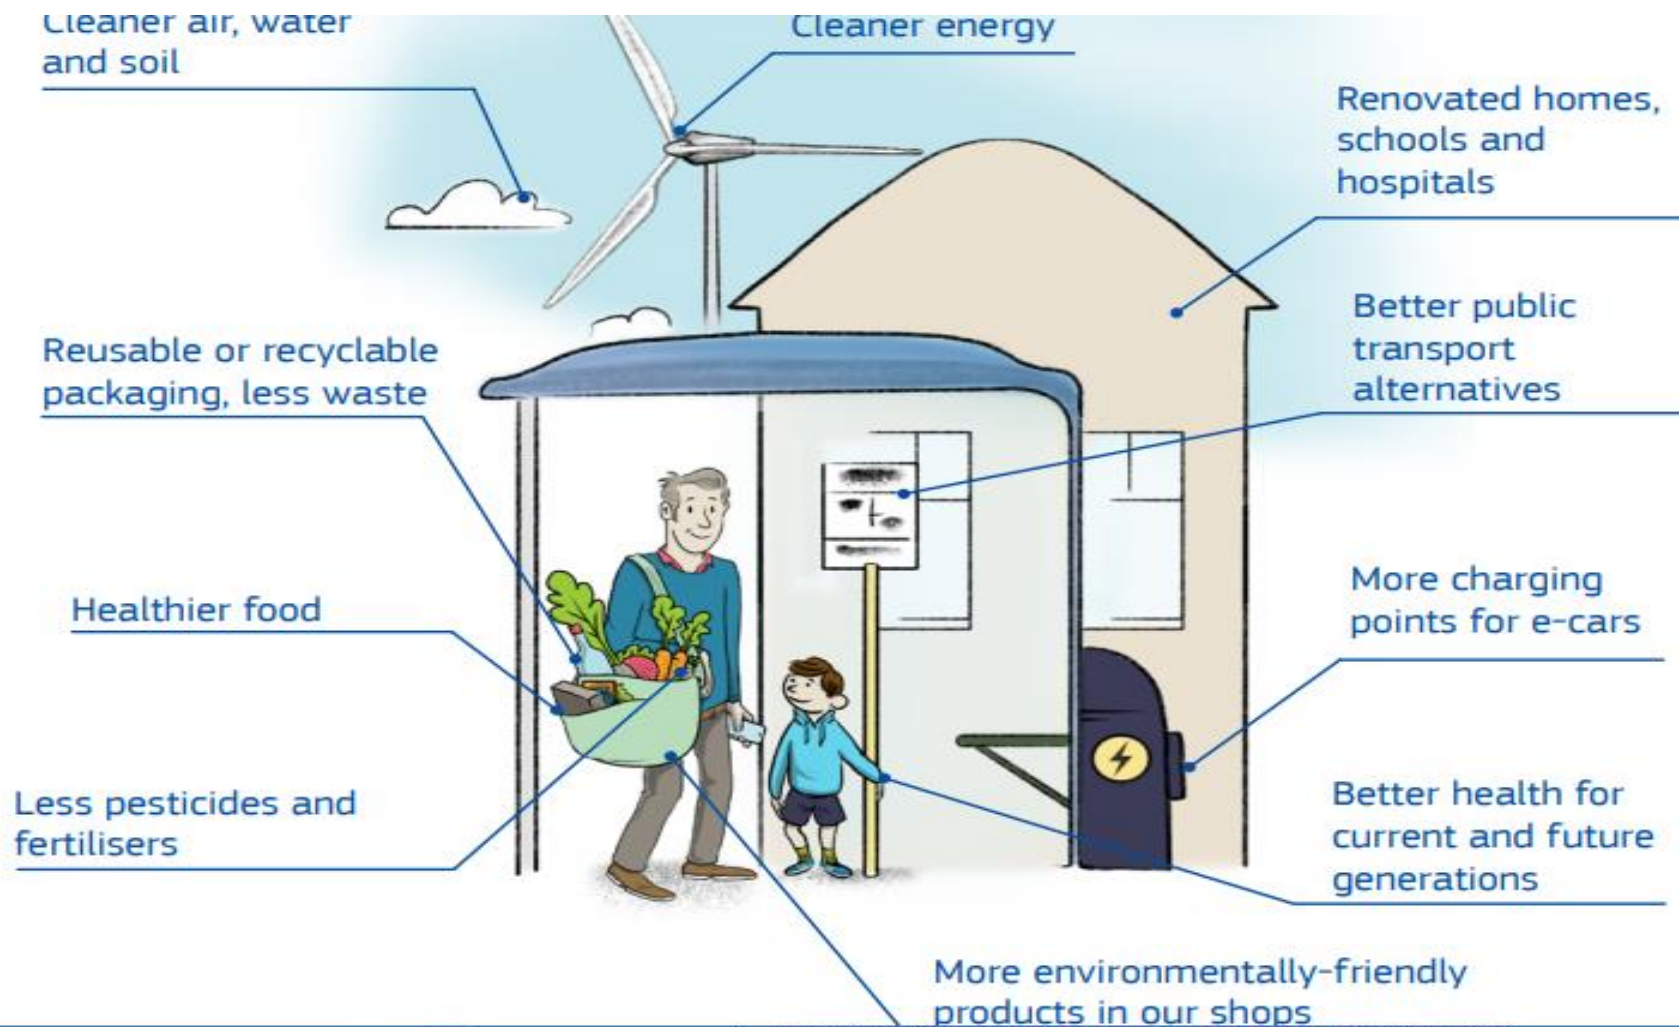 Cleaner air, water
and soil
Cleaner energy
Renovated homes,
schools and
hospitals
Better public
transport
alternatives
Reusable or recyclable
packaging, less waste
Healthier food
More charging
points for e-cars
Less pesticides and
fertilisers
Better health for
current and future
generations
More environmentally-friendly
products in our shops